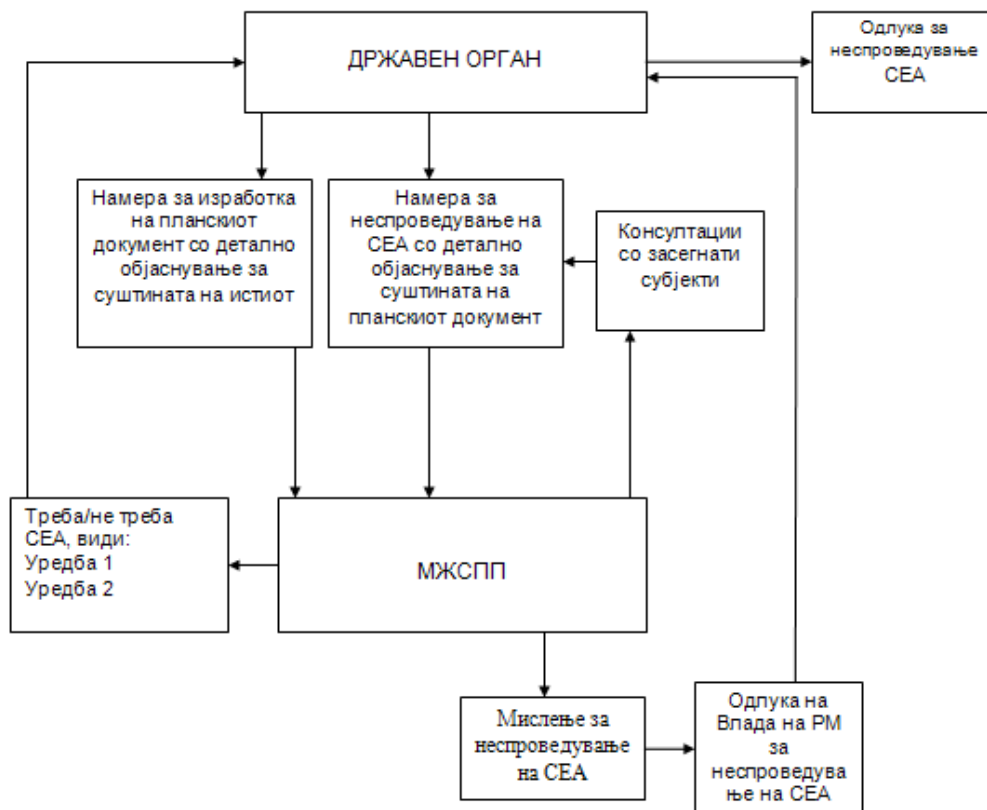 ДРЖАВЕН ОРГАН
Одлука за
неспроведување
СЕА
Намера за изработка
на планскиот
документ со детално
објаснување за
суштината на истиот
Намера за
неспроведување на
СЕА со детално
објаснување за
суштината на
планскиот документ
Консултации
со засегнати
субјекти
Треба/не треба
СЕА, види:
Уредба 1
Уредба 2
МЖСПП
Мислење за
неспроведување
на СЕА
Одлука на
Влада на РМ
за
неспроведува
ње на СЕА